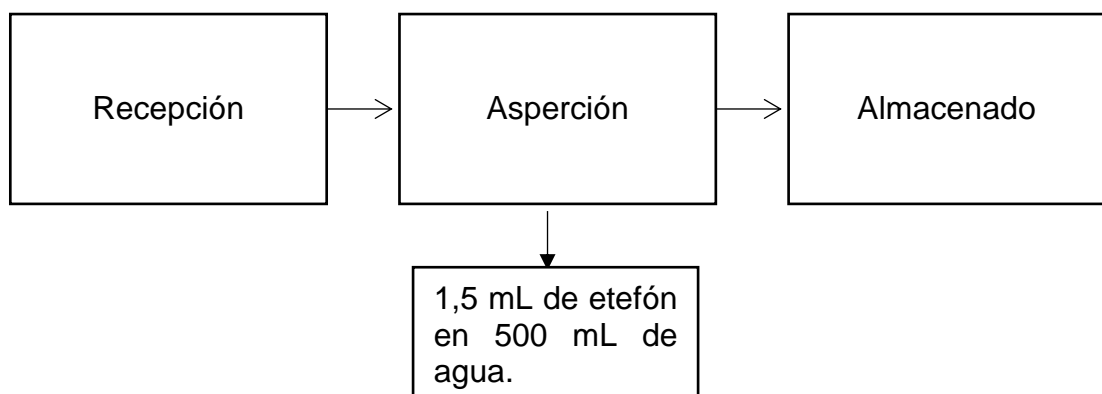 Recepción
Asperción
Almacenado
1,5 mL de etefón
en 500 mL de
agua.